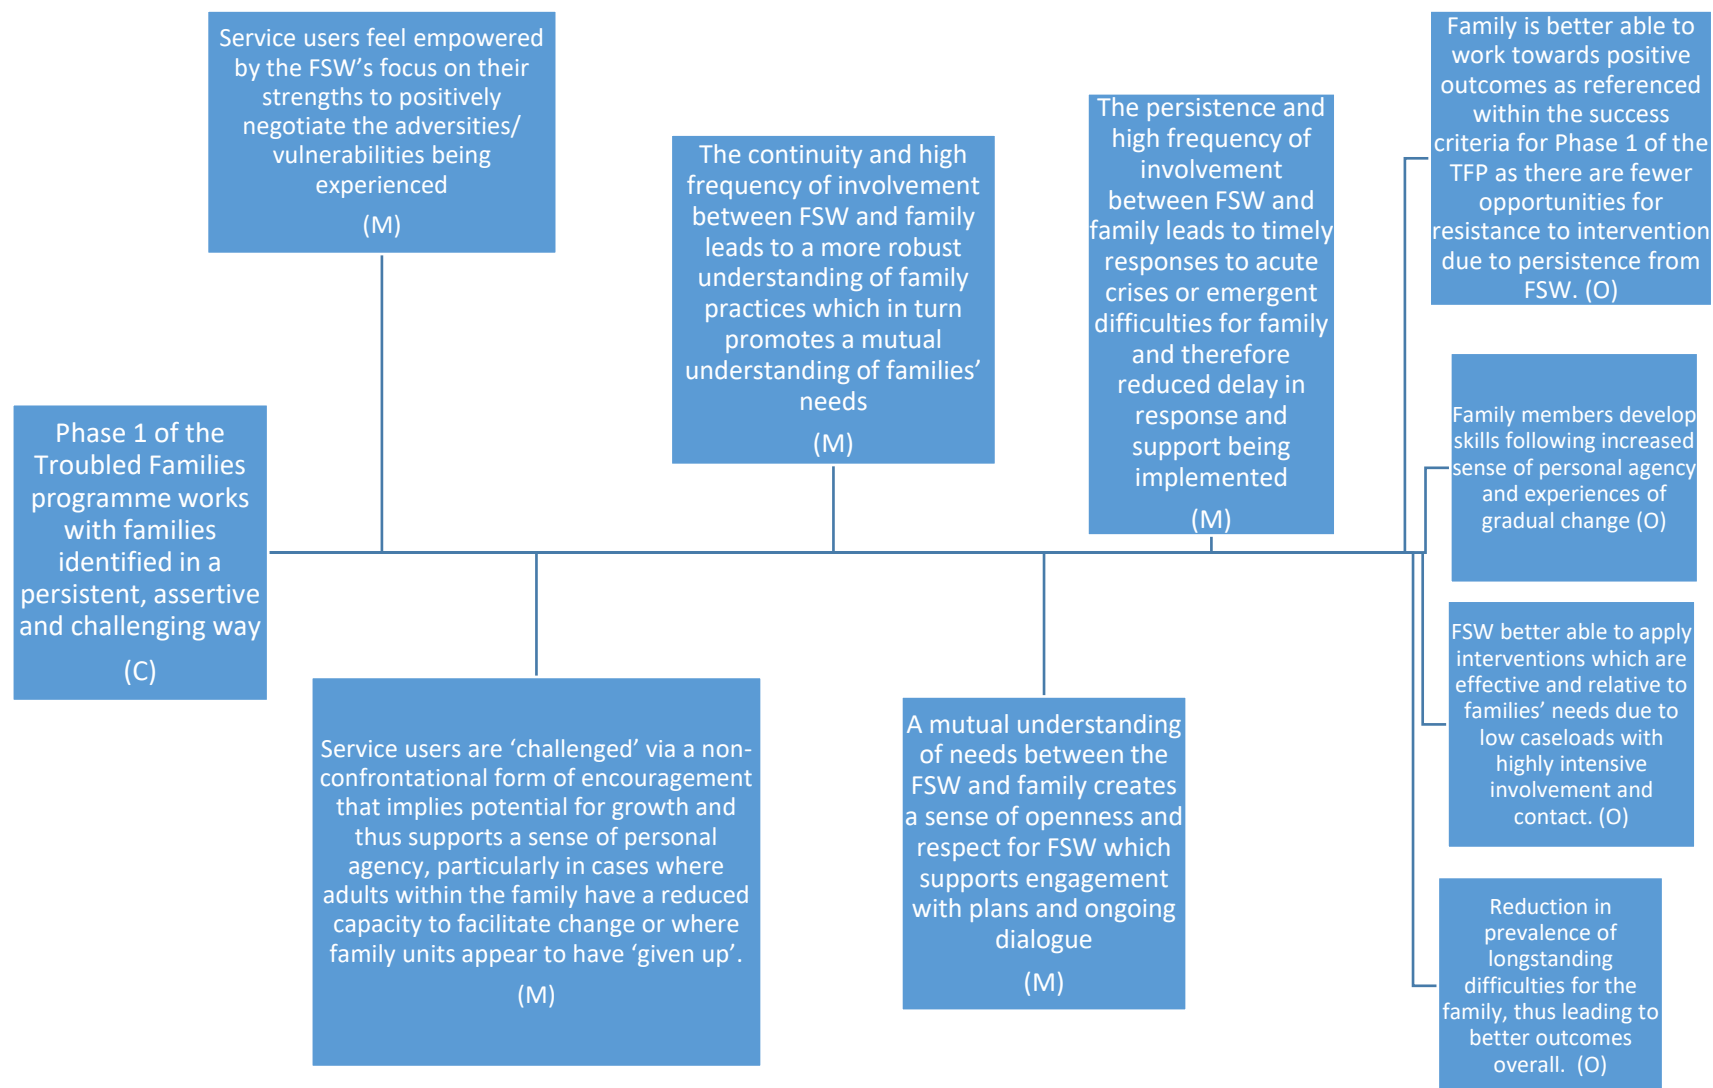 Phase 1 of the
Troubled Families
programme works
with families
identified in a
persistent, assertive
and challenging way
(C)
Service users feel empowered
by the FSW's focus on their
strengths to positively
negotiate the adversities/
vulnerabilities being
experienced
(M)
Service users are ‘challenged’ via a non-
confrontational form of encouragement
that implies potential for growth and
thus supports a sense of personal
agency, particularly in cases where
adults within the family have a reduced
capacity to facilitate change or where
family units appear to have ‘given up’.
(M)
The continuity and high
frequency of involvement
between FSW and family
leads to a more robust
understanding of family
practices which in turn
promotes a mutual
understanding of families’
needs
(M)
A mutual understanding
of needs between the
FSW and family creates
a sense of openness and
respect for FSW which
supports engagement
with plans and ongoing
dialogue
(M)
The persistence and
high frequency of
involvement
between FSW and
family leads to timely
responses to acute
crises or emergent
difficulties for family
and therefore
reduced delay in
response and
support being
implemented
(M)
Family is better able to
work towards positive
outcomes as referenced
within the success
criteria for Phase 1 of the
TFP as there are fewer
opportunities for
resistance to intervention
due to persistence from
FSW. (O)
Family members develop
skills following increased
sense of personal agency
and experiences of
gradual change (O)
FSW better able to apply
interventions which are
effective and relative to
families’ needs due to
low caseloads with
highly intensive
involvement and
contact. (O)
Reduction in
prevalence of
longstanding
difficulties for the
family, thus leading to
better outcomes
overall. (O)